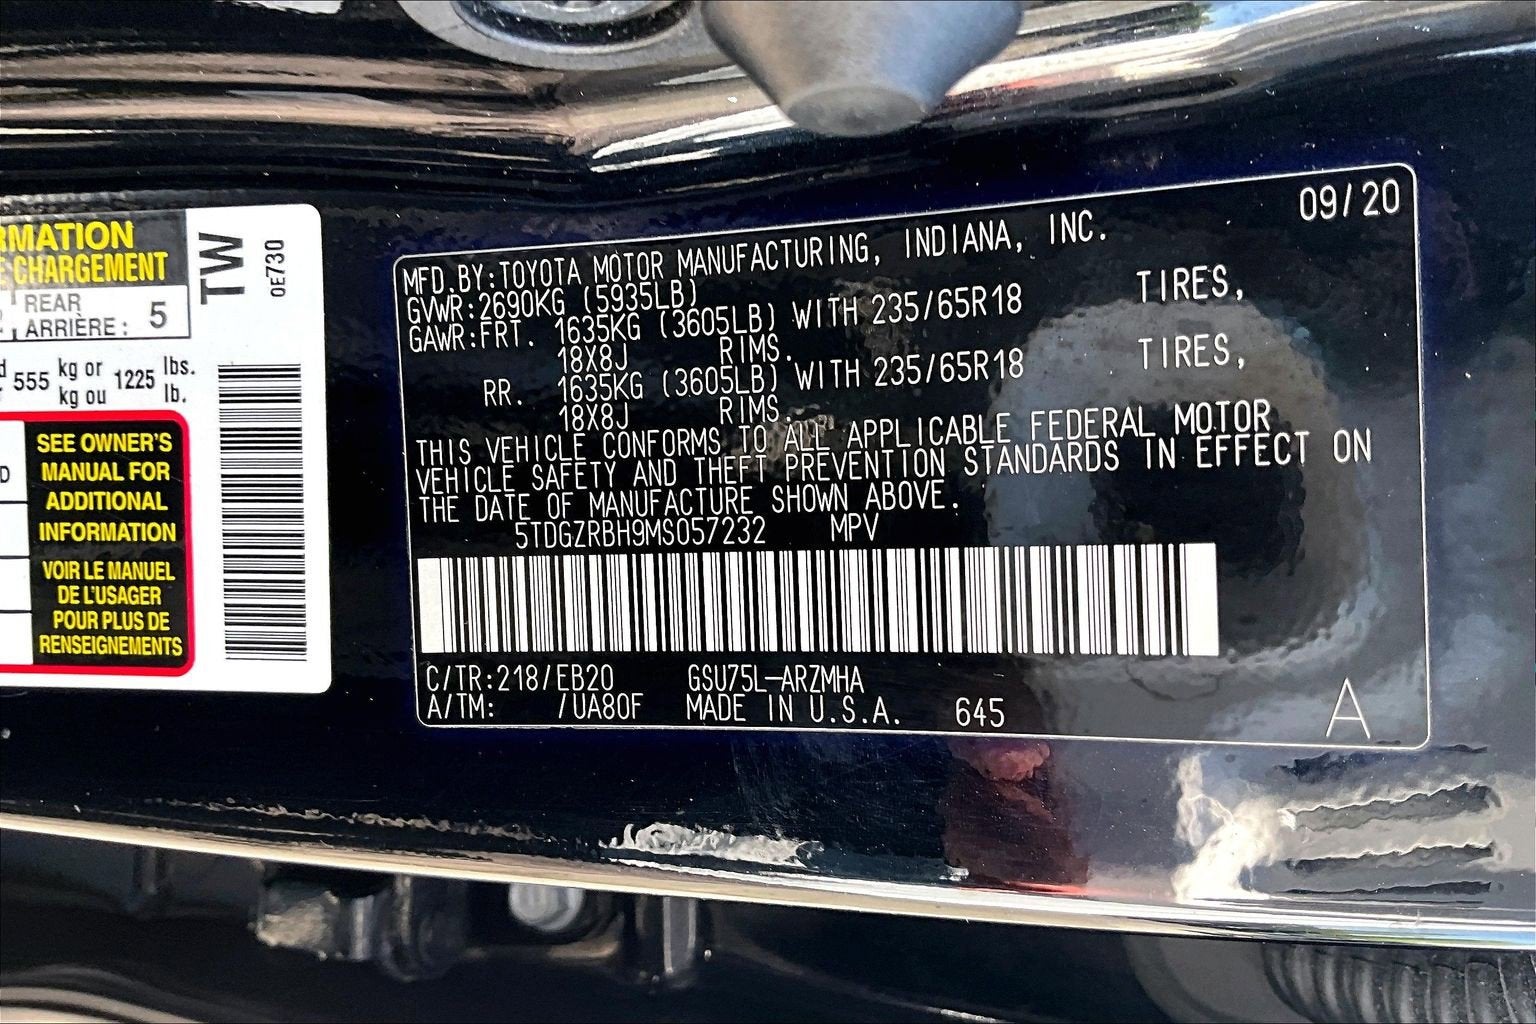 RMATION
E CHARGEMENT
REAR
ARRIÈRE : 5
555 kg or 1225 lbs.
kg ou lb.
SEE OWNER'S
MANUAL FOR
ADDITIONAL
INFORMATION
VOIR LE MANUEL
DE L'USAGER
POUR PLUS DE
RENSEIGNEMENTS
TW
0E730
09/20
MFD.BY:TOYOTA MOTOR MANUFACTURING, INDIANA, INC.
GVWR:2690KG (5935LB)
GAWR:FRT. 1635KG (3605LB) WITH 235/65R18 TIRES,
18X8J RIMS.
RR. 1635KG (3605LB) WITH 235/65R18 TIRES,
18X8J RIMS.
THIS VEHICLE CONFORMS TO ALL APPLICABLE FEDERAL MOTOR
VEHICLE SAFETY AND THEFT PREVENTION STANDARDS IN EFFECT ON
THE DATE OF MANUFACTURE SHOWN ABOVE.
5TDGZRBH9MS057232 MPV
C/TR:218/EB20 GSU75L-ARZMHA
A/TM: /UA80F MADE IN U.S.A. 645 A